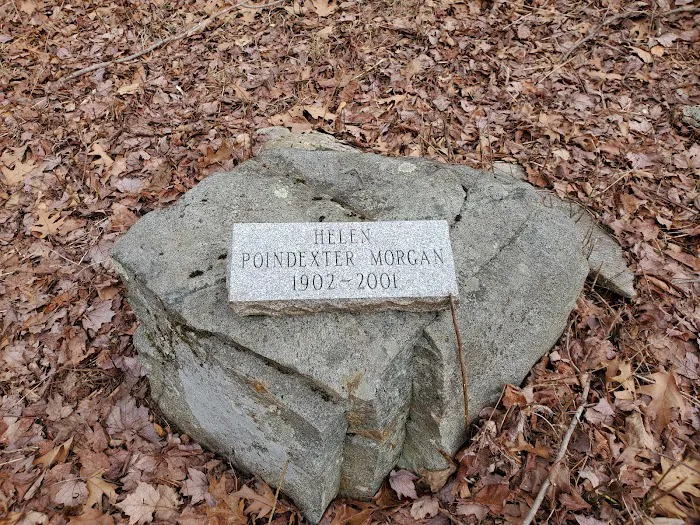 HELEN
POINDEXTER MORGAN
1902~2001